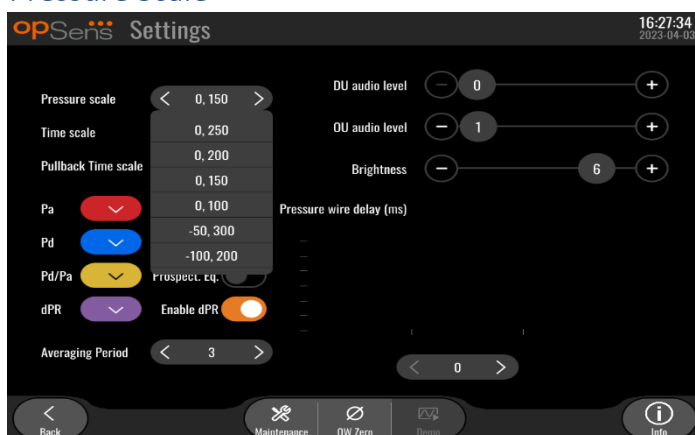 Pressure Scale
opSens Settings
16:27:34
2023-04-03
Pressure scale
0, 150
DU audio level
0
Time scale
0, 250
OU audio level
1
0, 200
Pullback Time scale
0, 150
Brightness
6
Pa
0, 100
Pressure wire delay (ms)
Pd
-50, 300
-100, 200
Pd/Pa
Prospect. Eq.
dPR
Enable dPR
Averaging Period
3
0
Back
Maintenance
OW Zero
Demo
Info